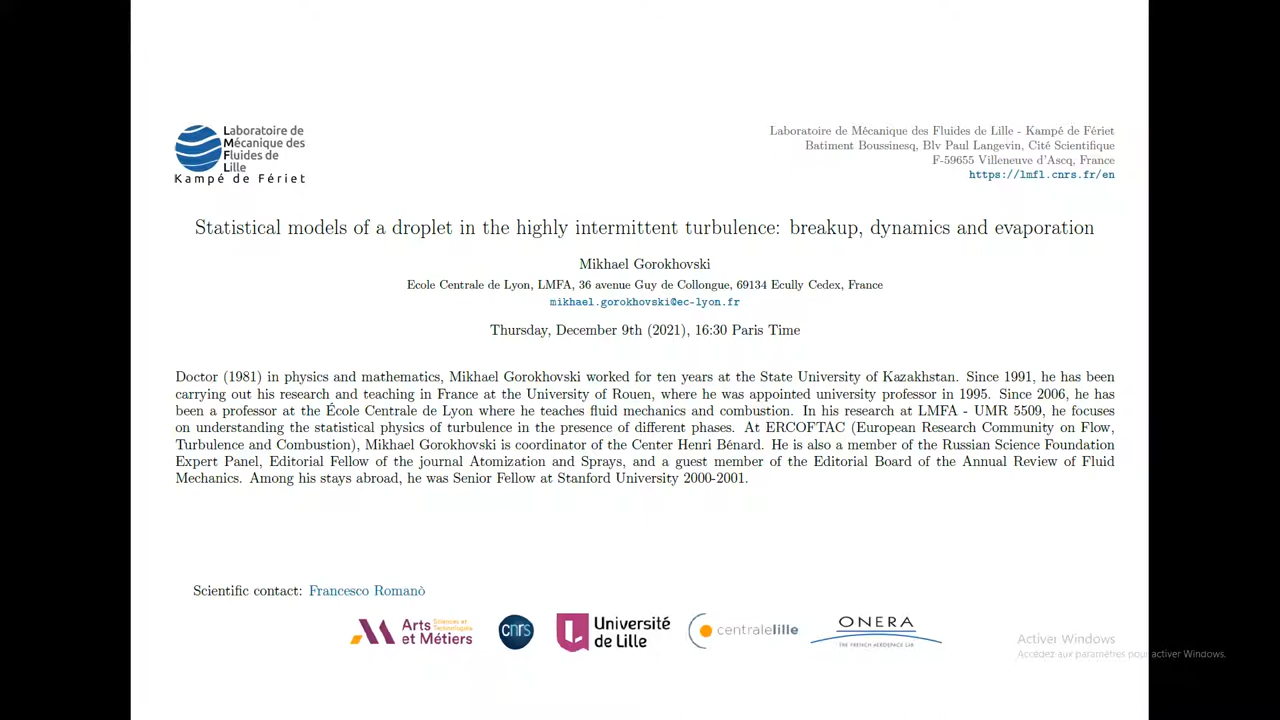 Laboratoire de
Mécanique des
Fluides de
Lille
Kampé de Fériet
Laboratoire de Mécanique des Fluides de Lille - Kampé de Fériet
Batiment Boussinesq, Blv Paul Langevin, Cité Scientifique
F-59655 Villeneuve d'Ascq, France
https://lmfl.cnrs.fr/en
Statistical models of a droplet in the highly intermittent turbulence: breakup, dynamics and evaporation
Mikhael Gorokhovski
Ecole Centrale de Lyon, LMFA, 36 avenue Guy de Collongue, 69134 Ecully Cedex, France
mikhael.gorokhovski@ec-lyon.fr
Thursday, December 9th (2021), 16:30 Paris Time
Doctor (1981) in physics and mathematics, Mikhael Gorokhovski worked for ten years at the State University of Kazakhstan. Since 1991, he has been
carrying out his research and teaching in France at the University of Rouen, where he was appointed university professor in 1995. Since 2006, he has
been a professor at the École Centrale de Lyon where he teaches fluid mechanics and combustion. In his research at LMFA - UMR 5509, he focuses
on understanding the statistical physics of turbulence in the presence of different phases. At ERCOFTAC (European Research Community on Flow,
Turbulence and Combustion), Mikhael Gorokhovski is coordinator of the Center Henri Bénard. He is also a member of the Russian Science Foundation
Expert Panel, Editorial Fellow of the journal Atomization and Sprays, and a guest member of the Editorial Board of the Annual Review of Fluid
Mechanics. Among his stays abroad, he was Senior Fellow at Stanford University 2000-2001.
Scientific contact: Francesco Romanò
Arts et Métiers
Sciences et Technologies
cnrs
Université
de Lille
centralelille
ONERA
THE FRENCH AEROSPACE LAB
Activer Windows
Accédez aux paramètres pour activer Windows.